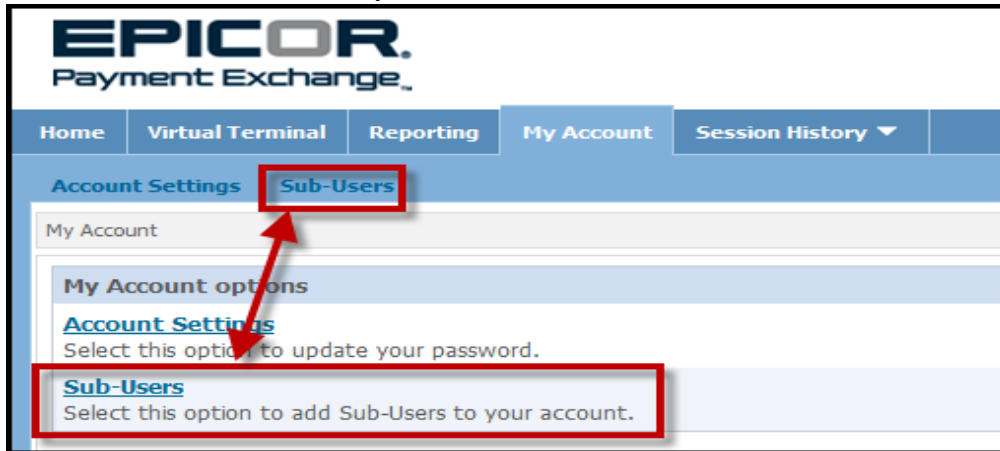 EPICOR.
Payment Exchange™
Home Virtual Terminal Reporting My Account Session History
Account Settings Sub-Users
My Account
My Account options
Account Settings
Select this option to update your password.
Sub-Users
Select this option to add Sub-Users to your account.